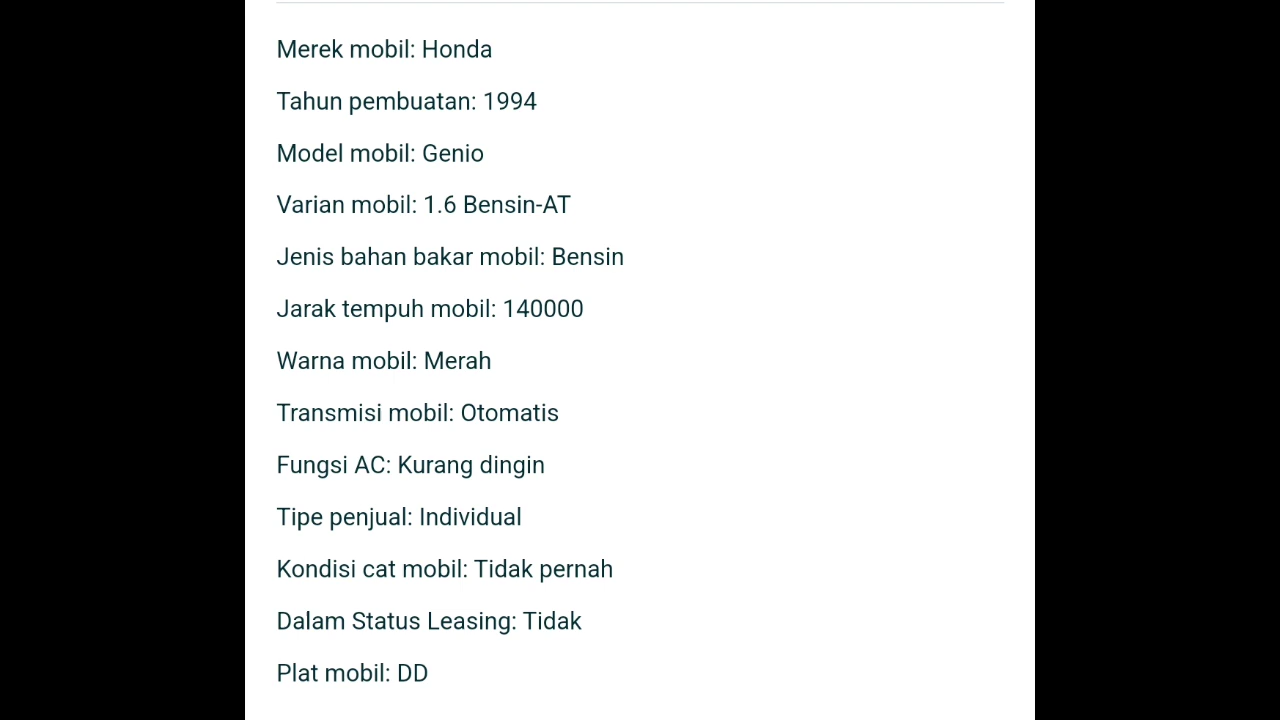 Merek mobil: Honda
Tahun pembuatan: 1994
Model mobil: Genio
Varian mobil: 1.6 Bensin-AT
Jenis bahan bakar mobil: Bensin
Jarak tempuh mobil: 140000
Warna mobil: Merah
Transmisi mobil: Otomatis
Fungsi AC: Kurang dingin
Tipe penjual: Individual
Kondisi cat mobil: Tidak pernah
Dalam Status Leasing: Tidak
Plat mobil: DD